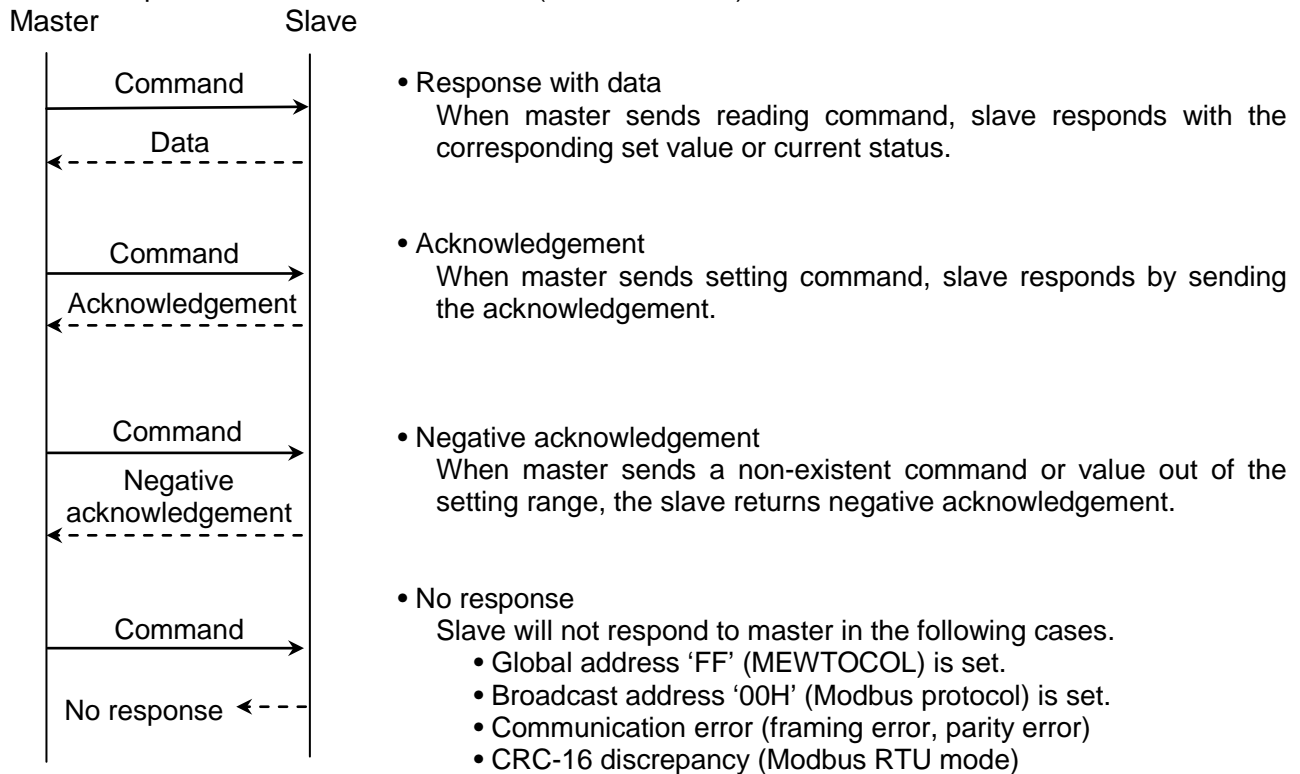 Master Slave
Command
Data
• Response with data
When master sends reading command, slave responds with the
corresponding set value or current status.
Command
Acknowledgement
• Acknowledgement
When master sends setting command, slave responds by sending
the acknowledgement.
Command
Negative
acknowledgement
• Negative acknowledgement
When master sends a non-existent command or value out of the
setting range, the slave returns negative acknowledgement.
Command
No response
• No response
Slave will not respond to master in the following cases.
• Global address ‘FF’ (MEWTOCOL) is set.
• Broadcast address ‘00H’ (Modbus protocol) is set.
• Communication error (framing error, parity error)
• CRC-16 discrepancy (Modbus RTU mode)